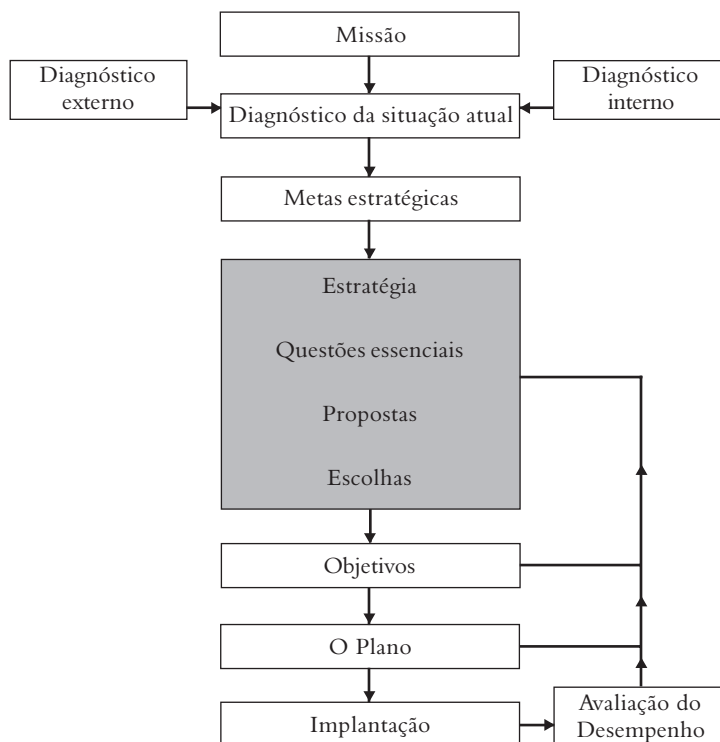 Missão
Diagnóstico
externo
Diagnóstico
interno
Diagnóstico da situação atual
Metas estratégicas
Estratégia
Questões essenciais
Propostas
Escolhas
Objetivos
O Plano
Implantação
Avaliação do
Desempenho